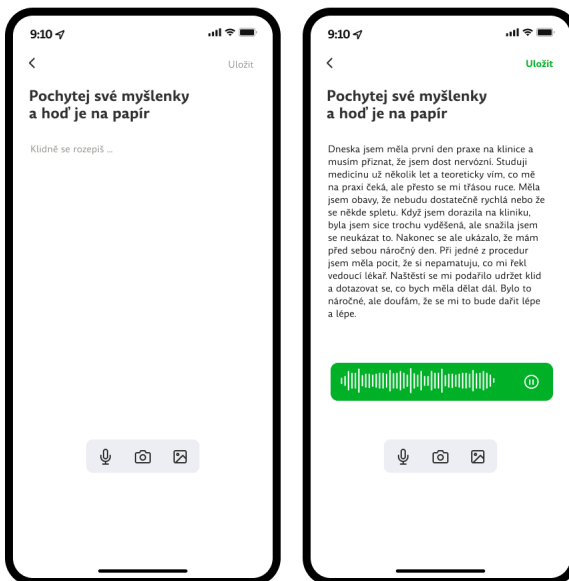 9:10
Uložit
Pochytej své myšlenky
a hoď je na papír
Klidně se rozepiš ...
9:10
Uložit
Pochytej své myšlenky
a hoď je na papír
Dneska jsem měla první den praxe na klinice a
musím přiznat, že jsem dost nervózní. Studuji
medicínu už několik let a teoreticky vím, co mě
na praxi čeká, ale přesto se mi třásou ruce. Měla
jsem obavy, že nebudu dostatečně rychlá nebo že
se někde spletu. Když jsem dorazila na kliniku,
byla jsem sice trochu vyděšená, ale snažila jsem
se neukázat to. Nakonec se ale ukázalo, že mám
před sebou náročný den. Při jedné z procedur
jsem měla pocit, že si nepamatuju, co mi řekl
vedoucí lékař. Naštěstí se mi podařilo udržet klid
a dotazovat se, co bych měla dělat dál. Bylo to
náročné, ale doufám, že se mi to bude dařit lépe
a lépe.